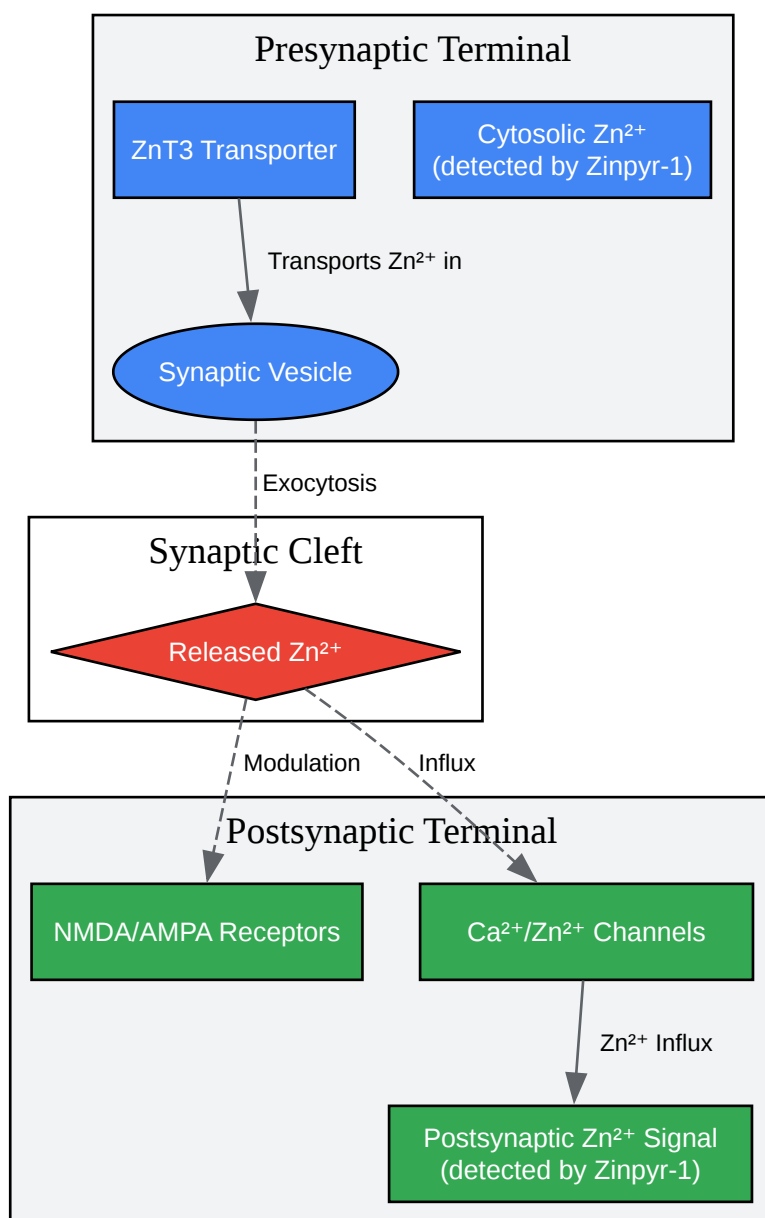 Presynaptic Terminal
ZnT3 Transporter
Cytosolic Zn²⁺
(detected by Zinpyr-1)
Transports Zn²⁺ in
Synaptic Vesicle
Exocytosis
Synaptic Cleft
Released Zn²⁺
Modulation
Influx
Postsynaptic Terminal
NMDA/AMPA Receptors
Ca²⁺/Zn²⁺ Channels
Zn²⁺ Influx
Postsynaptic Zn²⁺ Signal
(detected by Zinpyr-1)